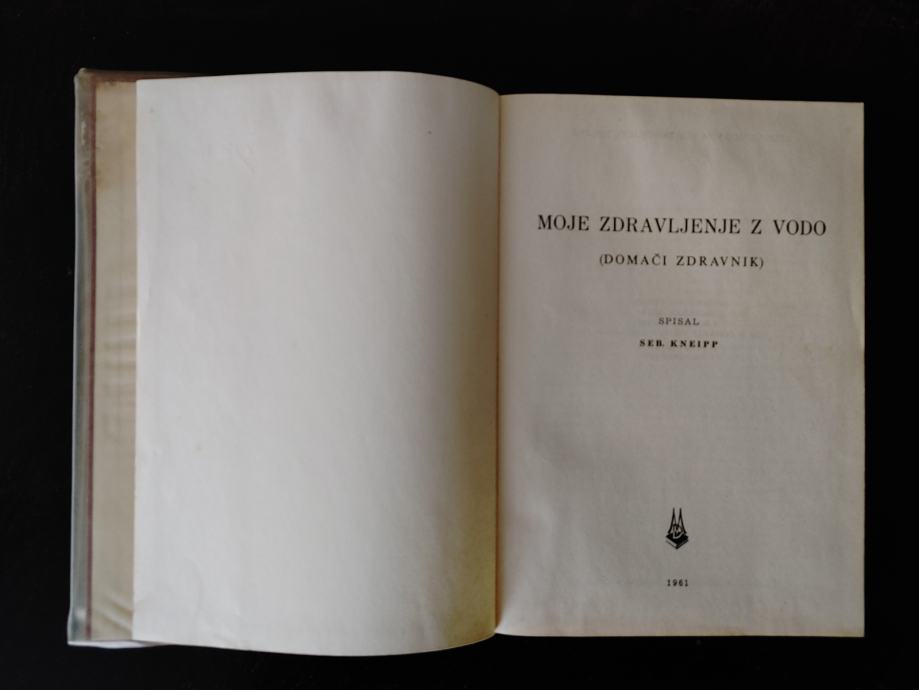 MOJE ZDRAVLJENJE Z VODO
(DOMAČI ZDRAVNIK)
SPISAL
SEB. KNEIPP
1961